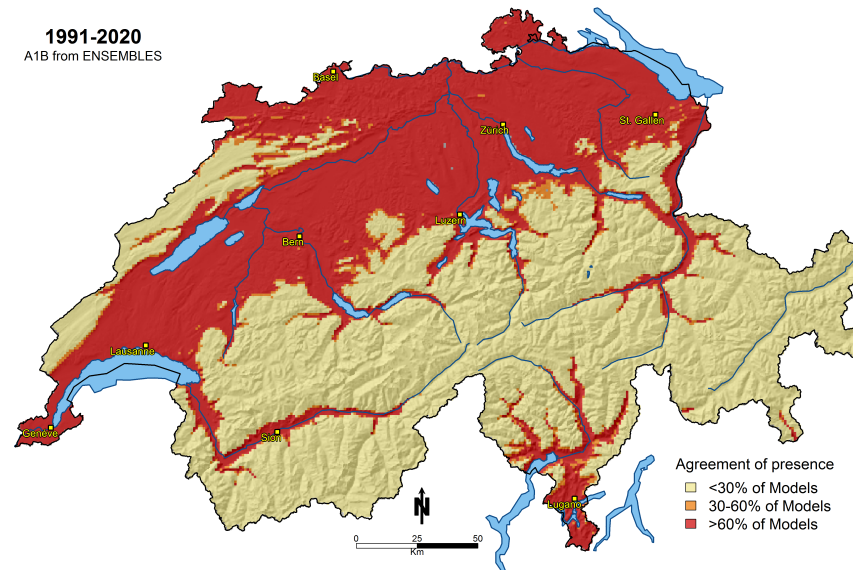 1991-2020
A1B from ENSEMBLES
Basel
Zürich
St. Gallen
Luzern
Bern
Lausanne
Genève
Sion
Lugano
Agreement of presence
<30% of Models
30-60% of Models
>60% of Models
N
0 25 50
Km